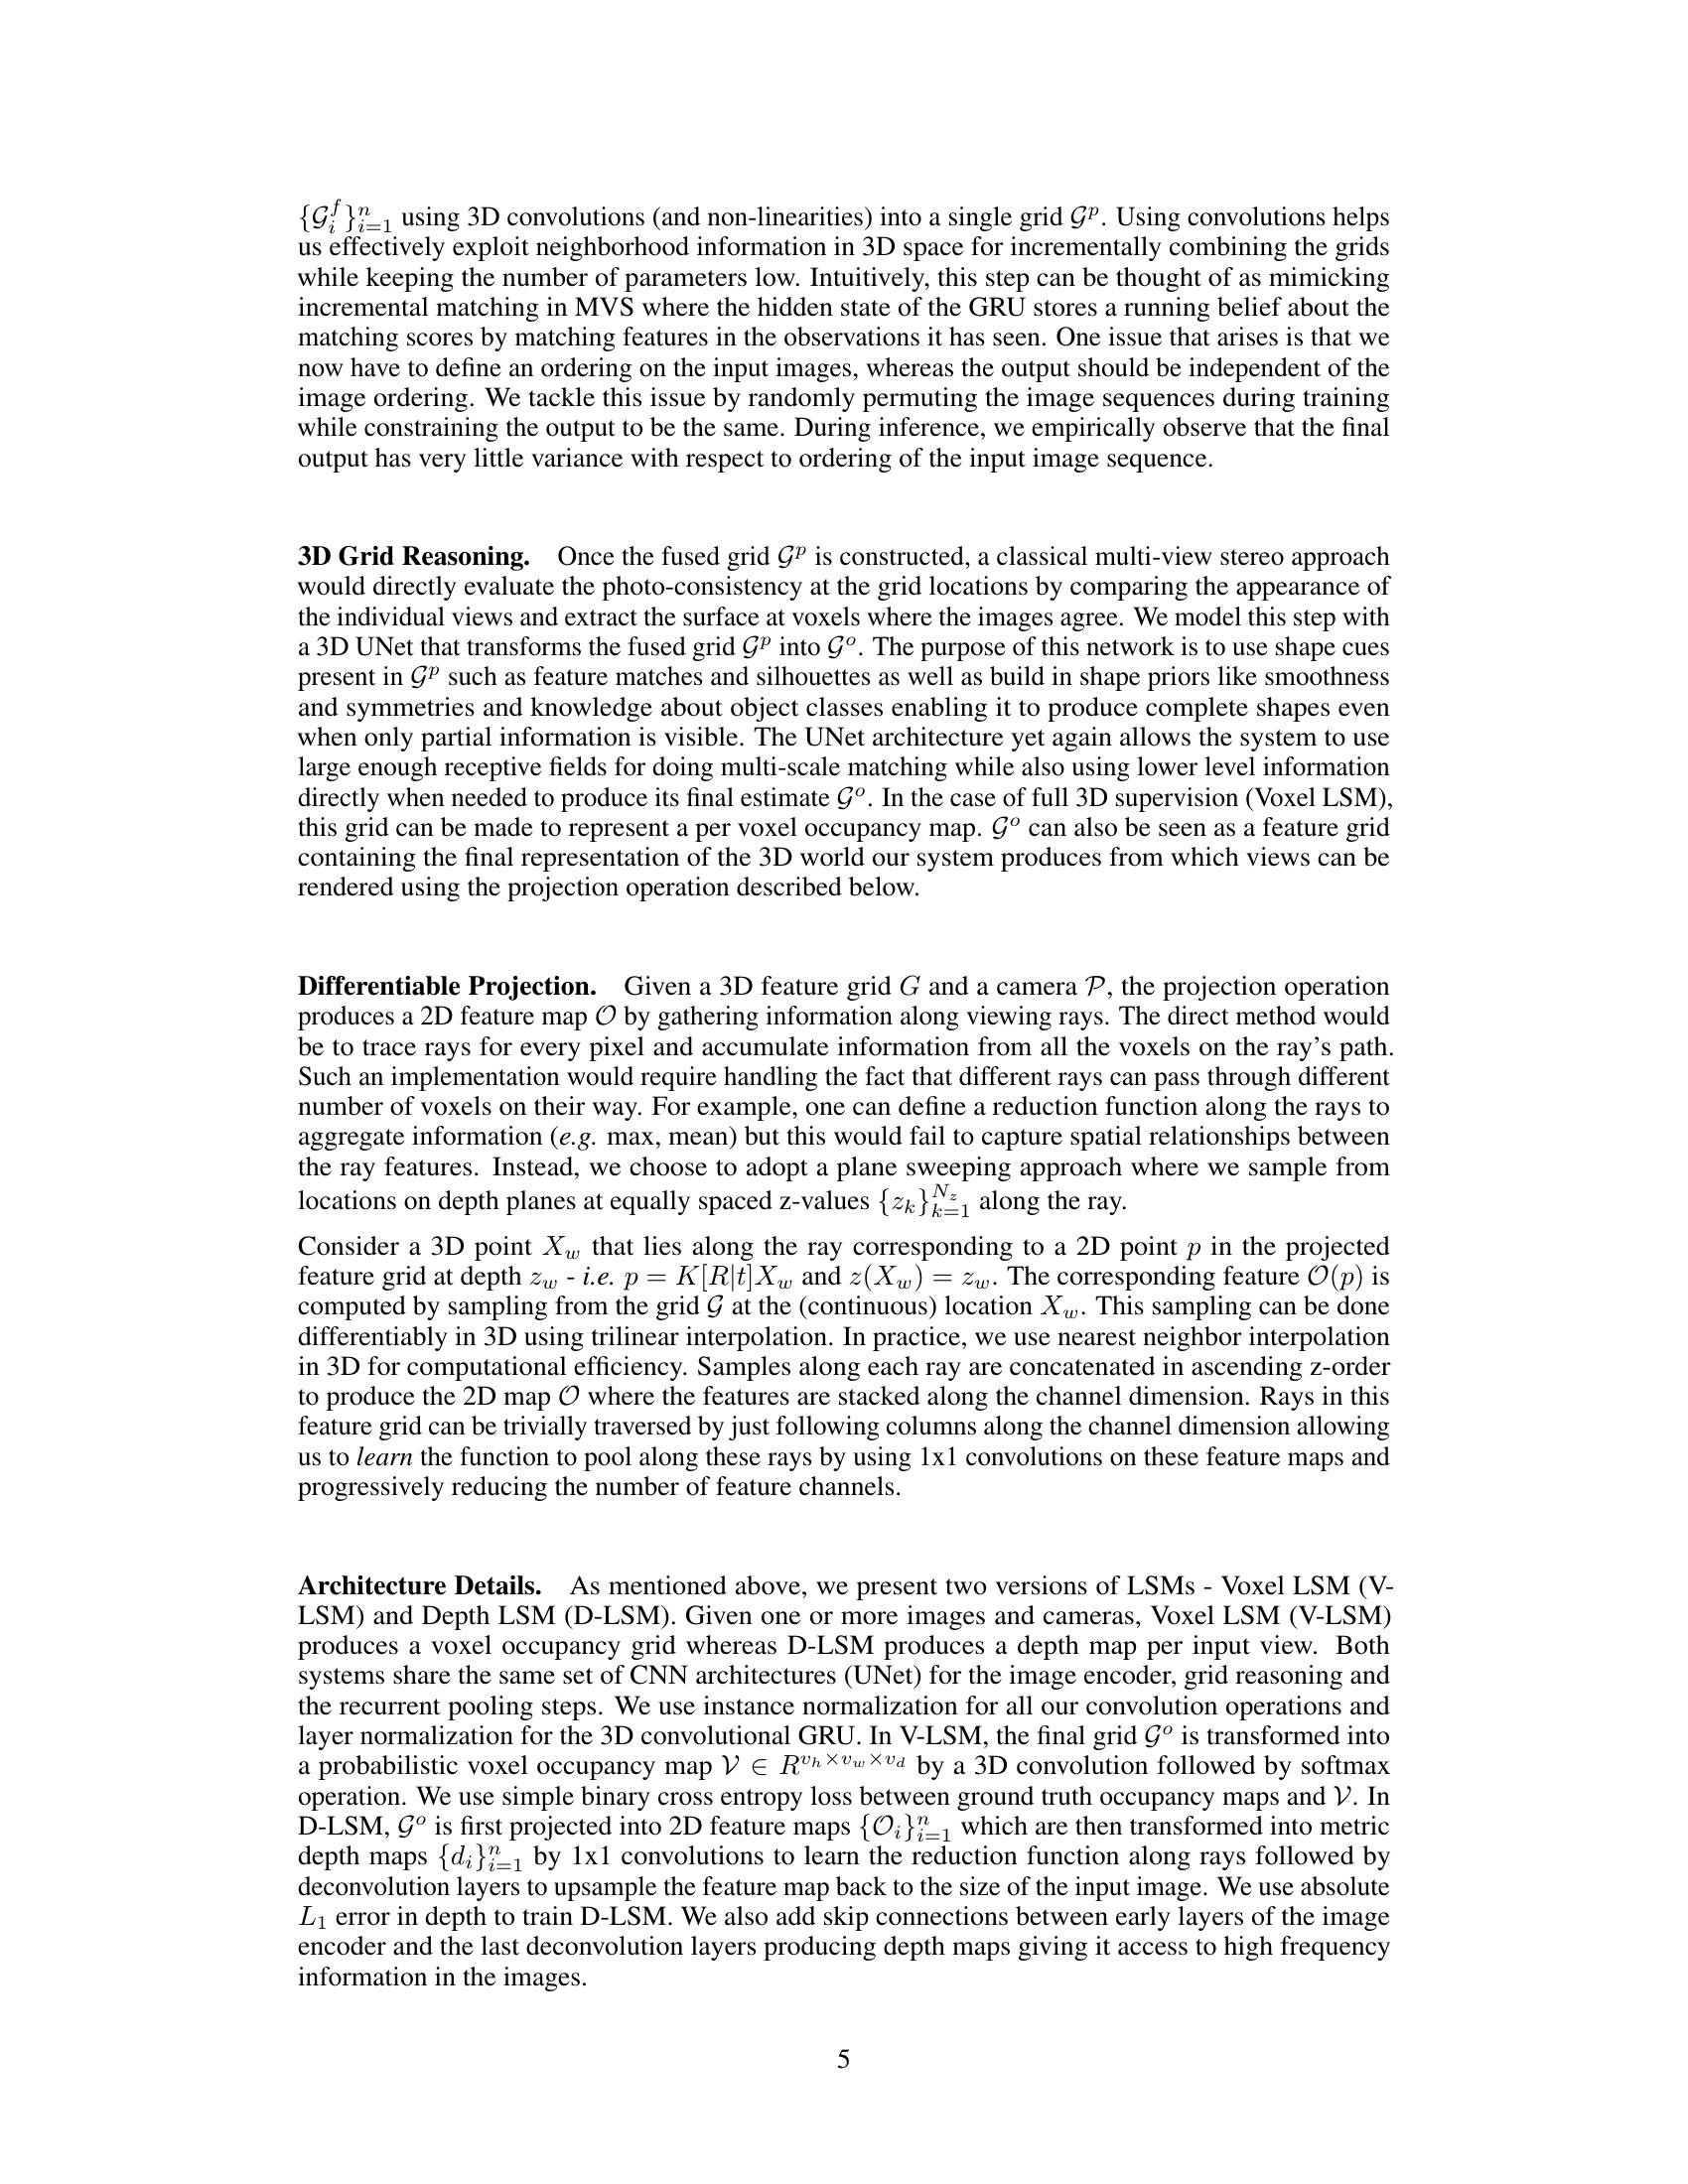 {𝒢ᵢᶠ}ⁿᵢ₌₁ using 3D convolutions (and non-linearities) into a single grid 𝒢ᵖ. Using convolutions helps
us effectively exploit neighborhood information in 3D space for incrementally combining the grids
while keeping the number of parameters low. Intuitively, this step can be thought of as mimicking
incremental matching in MVS where the hidden state of the GRU stores a running belief about the
matching scores by matching features in the observations it has seen. One issue that arises is that we
now have to define an ordering on the input images, whereas the output should be independent of the
image ordering. We tackle this issue by randomly permuting the image sequences during training
while constraining the output to be the same. During inference, we empirically observe that the final
output has very little variance with respect to ordering of the input image sequence.
3D Grid Reasoning. Once the fused grid 𝒢ᵖ is constructed, a classical multi-view stereo approach
would directly evaluate the photo-consistency at the grid locations by comparing the appearance of
the individual views and extract the surface at voxels where the images agree. We model this step with
a 3D UNet that transforms the fused grid 𝒢ᵖ into 𝒢ᵒ. The purpose of this network is to use shape cues
present in 𝒢ᵖ such as feature matches and silhouettes as well as build in shape priors like smoothness
and symmetries and knowledge about object classes enabling it to produce complete shapes even
when only partial information is visible. The UNet architecture yet again allows the system to use
large enough receptive fields for doing multi-scale matching while also using lower level information
directly when needed to produce its final estimate 𝒢ᵒ. In the case of full 3D supervision (Voxel LSM),
this grid can be made to represent a per voxel occupancy map. 𝒢ᵒ can also be seen as a feature grid
containing the final representation of the 3D world our system produces from which views can be
rendered using the projection operation described below.
Differentiable Projection. Given a 3D feature grid G and a camera 𝒫, the projection operation
produces a 2D feature map 𝒪 by gathering information along viewing rays. The direct method would
be to trace rays for every pixel and accumulate information from all the voxels on the ray's path.
Such an implementation would require handling the fact that different rays can pass through different
number of voxels on their way. For example, one can define a reduction function along the rays to
aggregate information (e.g. max, mean) but this would fail to capture spatial relationships between
the ray features. Instead, we choose to adopt a plane sweeping approach where we sample from
locations on depth planes at equally spaced z-values {z_k}_{k=1}^{N_z} along the ray.
Consider a 3D point X_w that lies along the ray corresponding to a 2D point p in the projected
feature grid at depth z_w - i.e. p = K[R|t]X_w and z(X_w) = z_w. The corresponding feature 𝒪(p) is
computed by sampling from the grid 𝒢 at the (continuous) location X_w. This sampling can be done
differentiably in 3D using trilinear interpolation. In practice, we use nearest neighbor interpolation
in 3D for computational efficiency. Samples along each ray are concatenated in ascending z-order
to produce the 2D map 𝒪 where the features are stacked along the channel dimension. Rays in this
feature grid can be trivially traversed by just following columns along the channel dimension allowing
us to learn the function to pool along these rays by using 1x1 convolutions on these feature maps and
progressively reducing the number of feature channels.
Architecture Details. As mentioned above, we present two versions of LSMs - Voxel LSM (V-
LSM) and Depth LSM (D-LSM). Given one or more images and cameras, Voxel LSM (V-LSM)
produces a voxel occupancy grid whereas D-LSM produces a depth map per input view. Both
systems share the same set of CNN architectures (UNet) for the image encoder, grid reasoning and
the recurrent pooling steps. We use instance normalization for all our convolution operations and
layer normalization for the 3D convolutional GRU. In V-LSM, the final grid 𝒢ᵒ is transformed into
a probabilistic voxel occupancy map 𝒱 ∈ R^{v_h×v_w×v_d} by a 3D convolution followed by softmax
operation. We use simple binary cross entropy loss between ground truth occupancy maps and 𝒱. In
D-LSM, 𝒢ᵒ is first projected into 2D feature maps {𝒪ᵢ}ⁿᵢ₌₁ which are then transformed into metric
depth maps {dᵢ}ⁿᵢ₌₁ by 1x1 convolutions to learn the reduction function along rays followed by
deconvolution layers to upsample the feature map back to the size of the input image. We use absolute
L₁ error in depth to train D-LSM. We also add skip connections between early layers of the image
encoder and the last deconvolution layers producing depth maps giving it access to high frequency
information in the images.
5